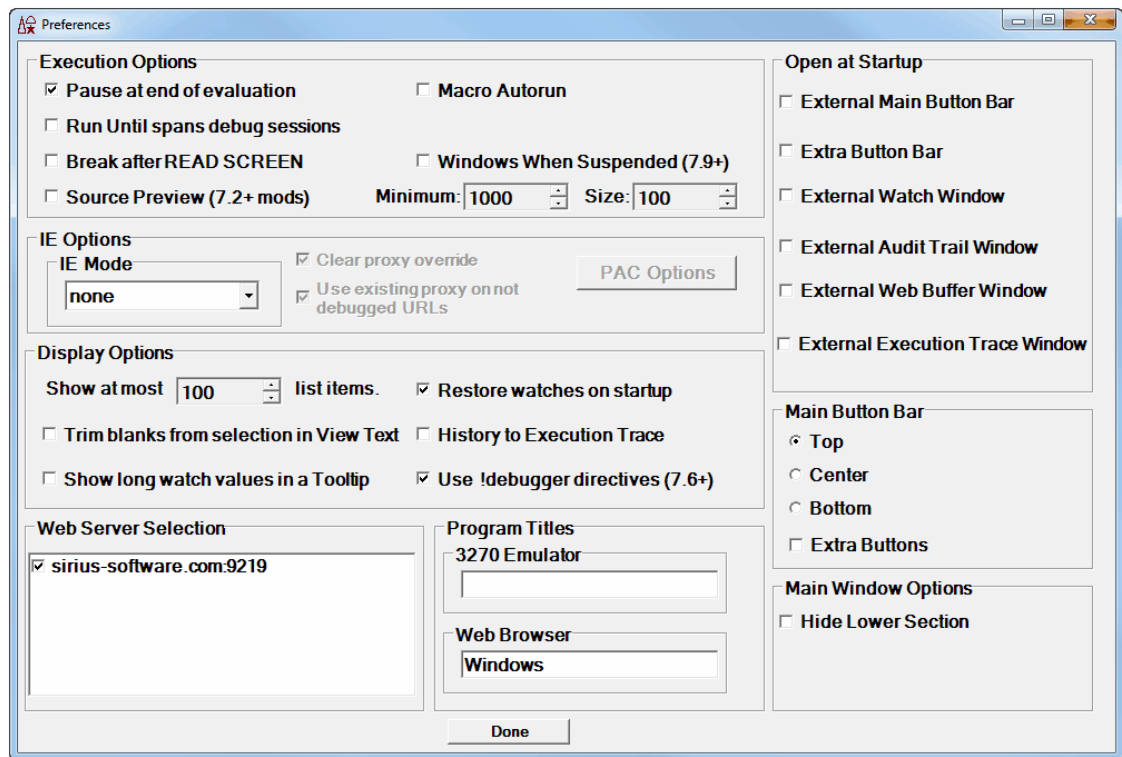 Preferences
Execution Options
Pause at end of evaluation
Macro Autorun
Run Until spans debug sessions
Break after READ SCREEN
Windows When Suspended (7.9+)
Source Preview (7.2+ mods)
Minimum: 1000
Size: 100
IE Options
IE Mode
none
Clear proxy override
Use existing proxy on not
debugged URLs
PAC Options
Display Options
Show at most 100 list items.
Restore watches on startup
Trim blanks from selection in View Text
History to Execution Trace
Show long watch values in a Tooltip
Use !debugger directives (7.6+)
Web Server Selection
sirius-software.com:9219
Program Titles
3270 Emulator
Web Browser
Windows
Open at Startup
External Main Button Bar
Extra Button Bar
External Watch Window
External Audit Trail Window
External Web Buffer Window
External Execution Trace Window
Main Button Bar
Top
Center
Bottom
Extra Buttons
Main Window Options
Hide Lower Section
Done